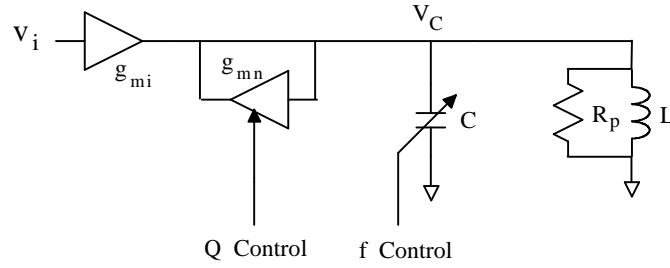 V_C
v_i
g_mi
g_mn
C
R_p
L
Q Control
f Control